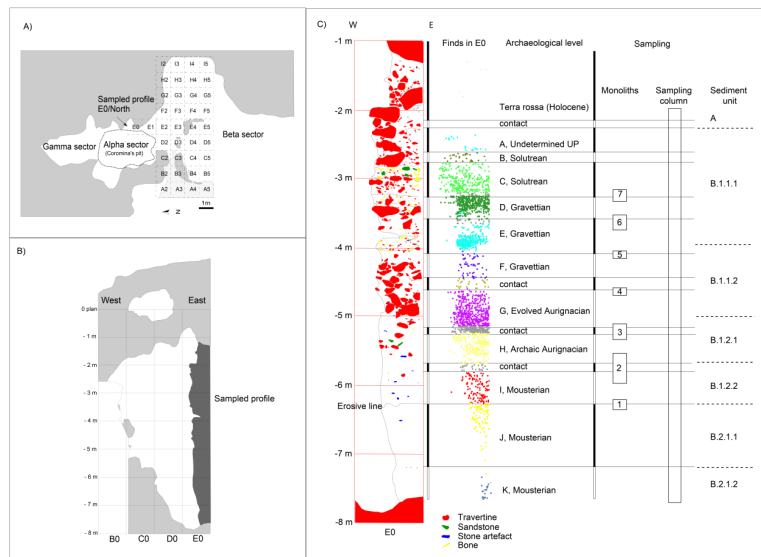 A)
I2 I3 I4 I5
H2 H3 H4 H5
G2 G3 G4 G5
F2 F3 F4 F5
Sampled profile
E0/North
E0 E1 E2 E3 E4 E5
Beta sector
Gamma sector
Alpha sector
(Coromina's pit)
D2 D3 D4 D5
C2 C3 C4 C5
B2 B3 B4 B5
A2 A3 A4 A5
N
1m
B)
West East
0 plan
-1 m
-2 m
-3 m
-4 m
-5 m
-6 m
-7 m
-8 m
Sampled profile
B0 C0 D0 E0
C)
W E
Finds in E0 Archaeological level Sampling
Monoliths Sampling column Sediment unit
-1 m
-2 m
-3 m
-4 m
-5 m
-6 m
-7 m
-8 m
Erosive line
E0
Terra rossa (Holocene)
contact
A, Undetermined UP
B, Solutrean
C, Solutrean
D, Gravettian
E, Gravettian
F, Gravettian
contact
G, Evolved Aurignacian
contact
H, Archaic Aurignacian
contact
I, Mousterian
J, Mousterian
K, Mousterian
7
6
5
4
3
2
1
A
B.1.1.1
B.1.1.2
B.1.2.1
B.1.2.2
B.2.1.1
B.2.1.2
Travertine
Sandstone
Stone artefact
Bone